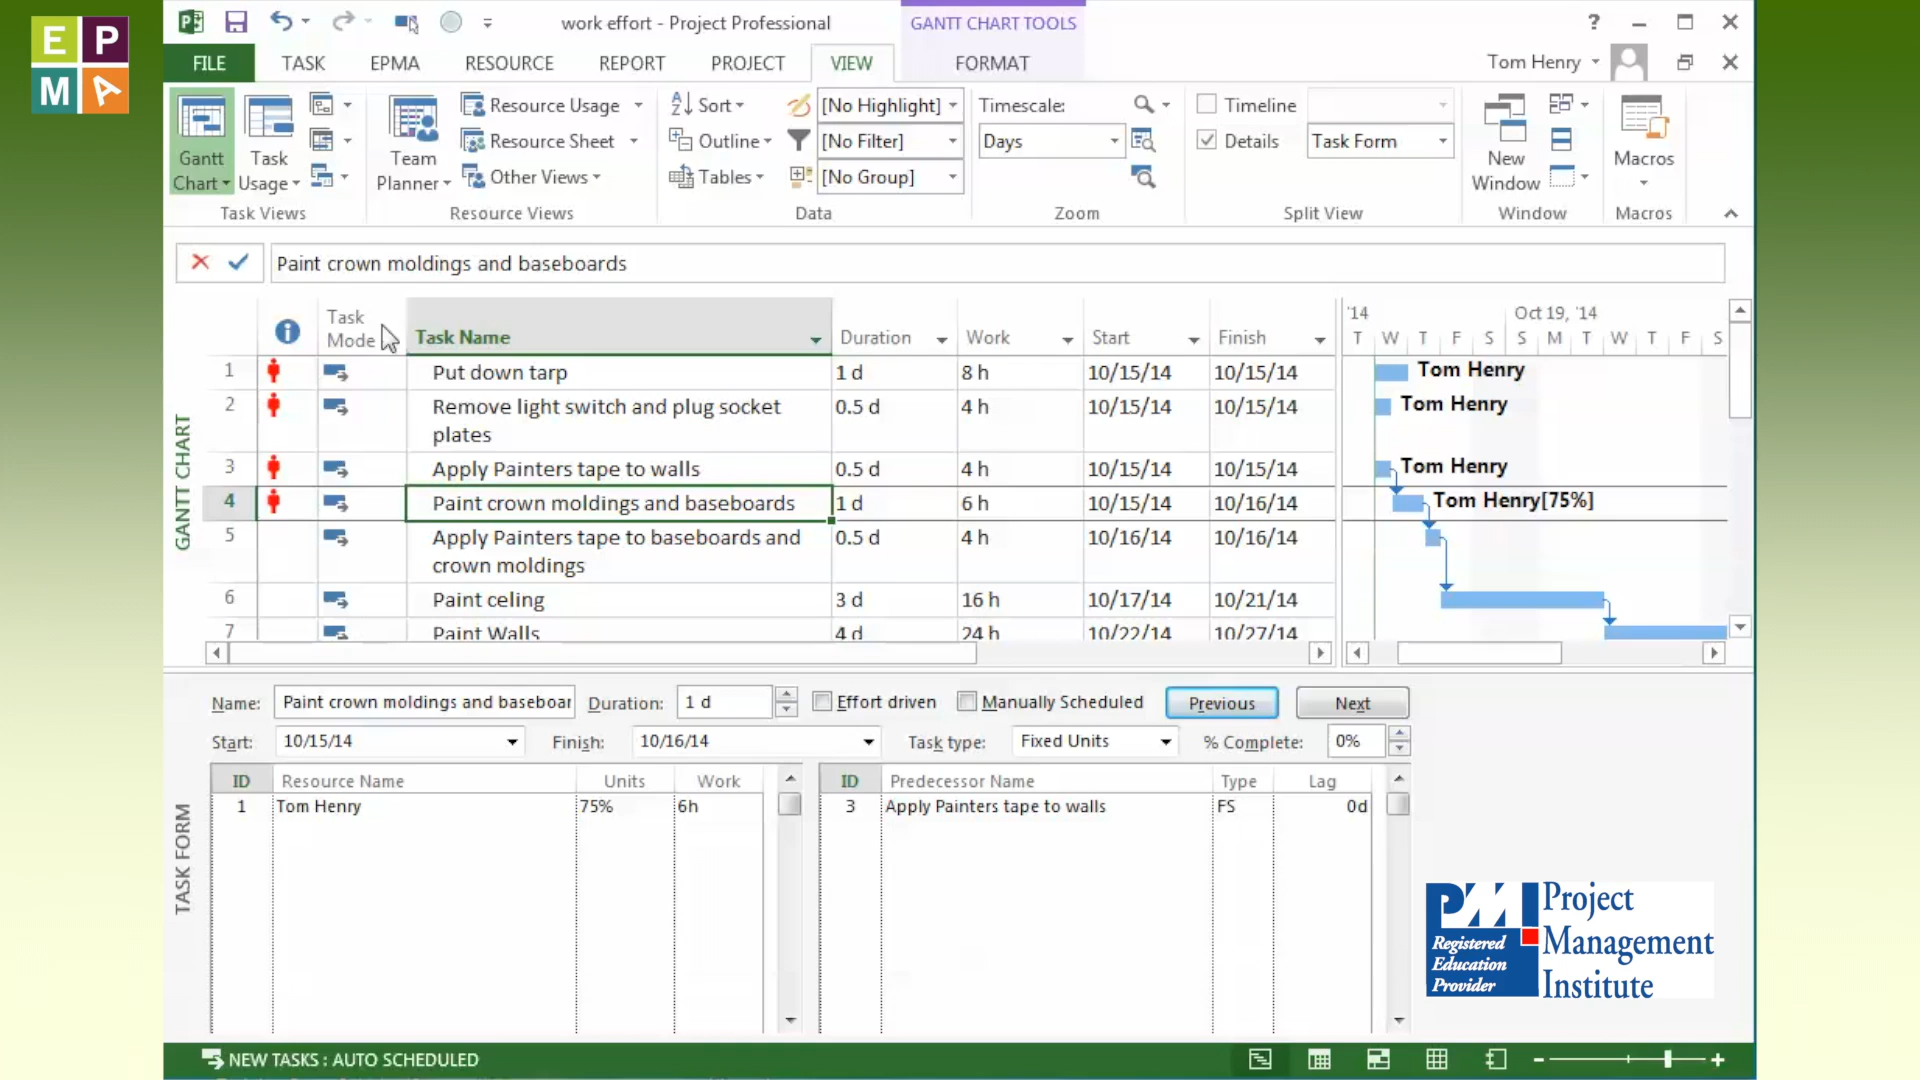 E P
M A
work effort - Project Professional
GANTT CHART TOOLS
?
FILE TASK EPMA RESOURCE REPORT PROJECT VIEW FORMAT Tom Henry
Gantt Chart
Task Usage
Task Views
Team Planner
Resource Usage
Resource Sheet
Other Views
Resource Views
Sort
Outline
Tables
[No Highlight]
[No Filter]
[No Group]
Data
Timescale:
Days
Zoom
Timeline
Details Task Form
Split View
New Window
Window
Macros
Macros
Paint crown moldings and baseboards
GANTT CHART
Task Mode Task Name Duration Work Start Finish
'14 Oct 19, '14
T W T F S S M T W T F S
1 Put down tarp 1 d 8 h 10/15/14 10/15/14 Tom Henry
2 Remove light switch and plug socket plates 0.5 d 4 h 10/15/14 10/15/14 Tom Henry
3 Apply Painters tape to walls 0.5 d 4 h 10/15/14 10/15/14 Tom Henry
4 Paint crown moldings and baseboards 1 d 6 h 10/15/14 10/16/14 Tom Henry[75%]
5 Apply Painters tape to baseboards and crown moldings 0.5 d 4 h 10/16/14 10/16/14
6 Paint celing 3 d 16 h 10/17/14 10/21/14
7 Paint Walls 4 d 24 h 10/22/14 10/27/14
TASK FORM
Name: Paint crown moldings and baseboar Duration: 1 d Effort driven Manually Scheduled Previous Next
Start: 10/15/14 Finish: 10/16/14 Task type: Fixed Units % Complete: 0%
ID Resource Name Units Work ID Predecessor Name Type Lag
1 Tom Henry 75% 6h 3 Apply Painters tape to walls FS 0d
PMI
Registered
Education
Provider
Project
Management
Institute
NEW TASKS : AUTO SCHEDULED